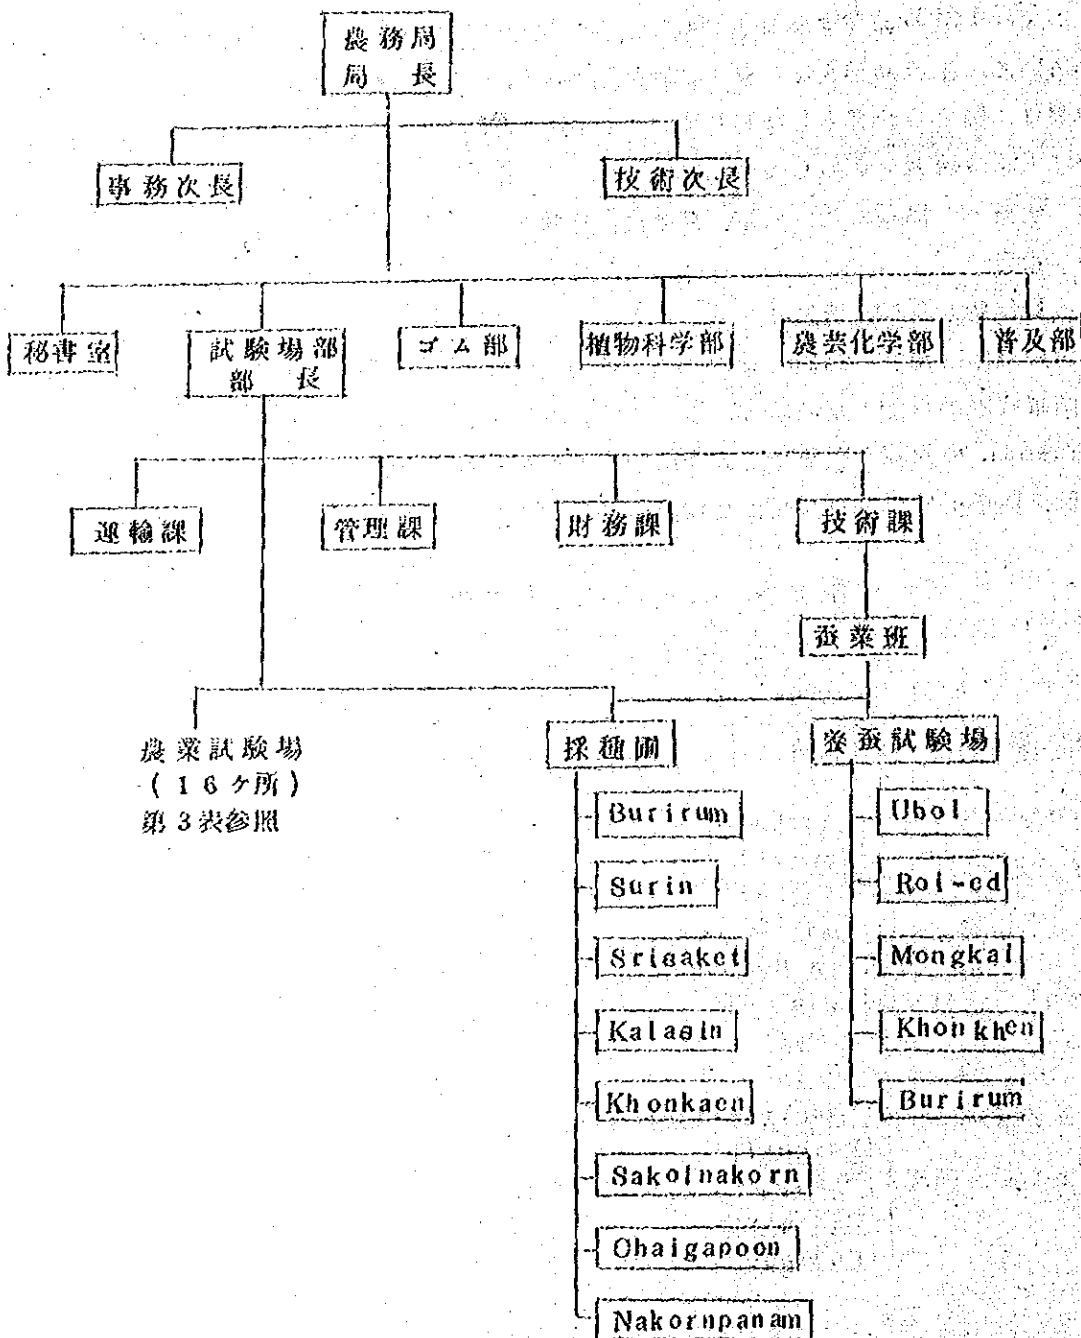 農務局
局長
事務次長
技術次長
秘書室
試験場部
部長
ゴム部
植物科学部
農芸化学部
普及部
運輸課
管理課
財務課
技術課
蚕業班
農業試験場
(16ケ所)
第3表参照
採種圃
養蚕試験場
Burirum
Ubol
Surin
Roi-ed
Srisaket
Mongkai
Kalasin
Khonkhen
Khonkaen
Burirum
Sakolnakorn
Chaigapoon
Nakornpanam